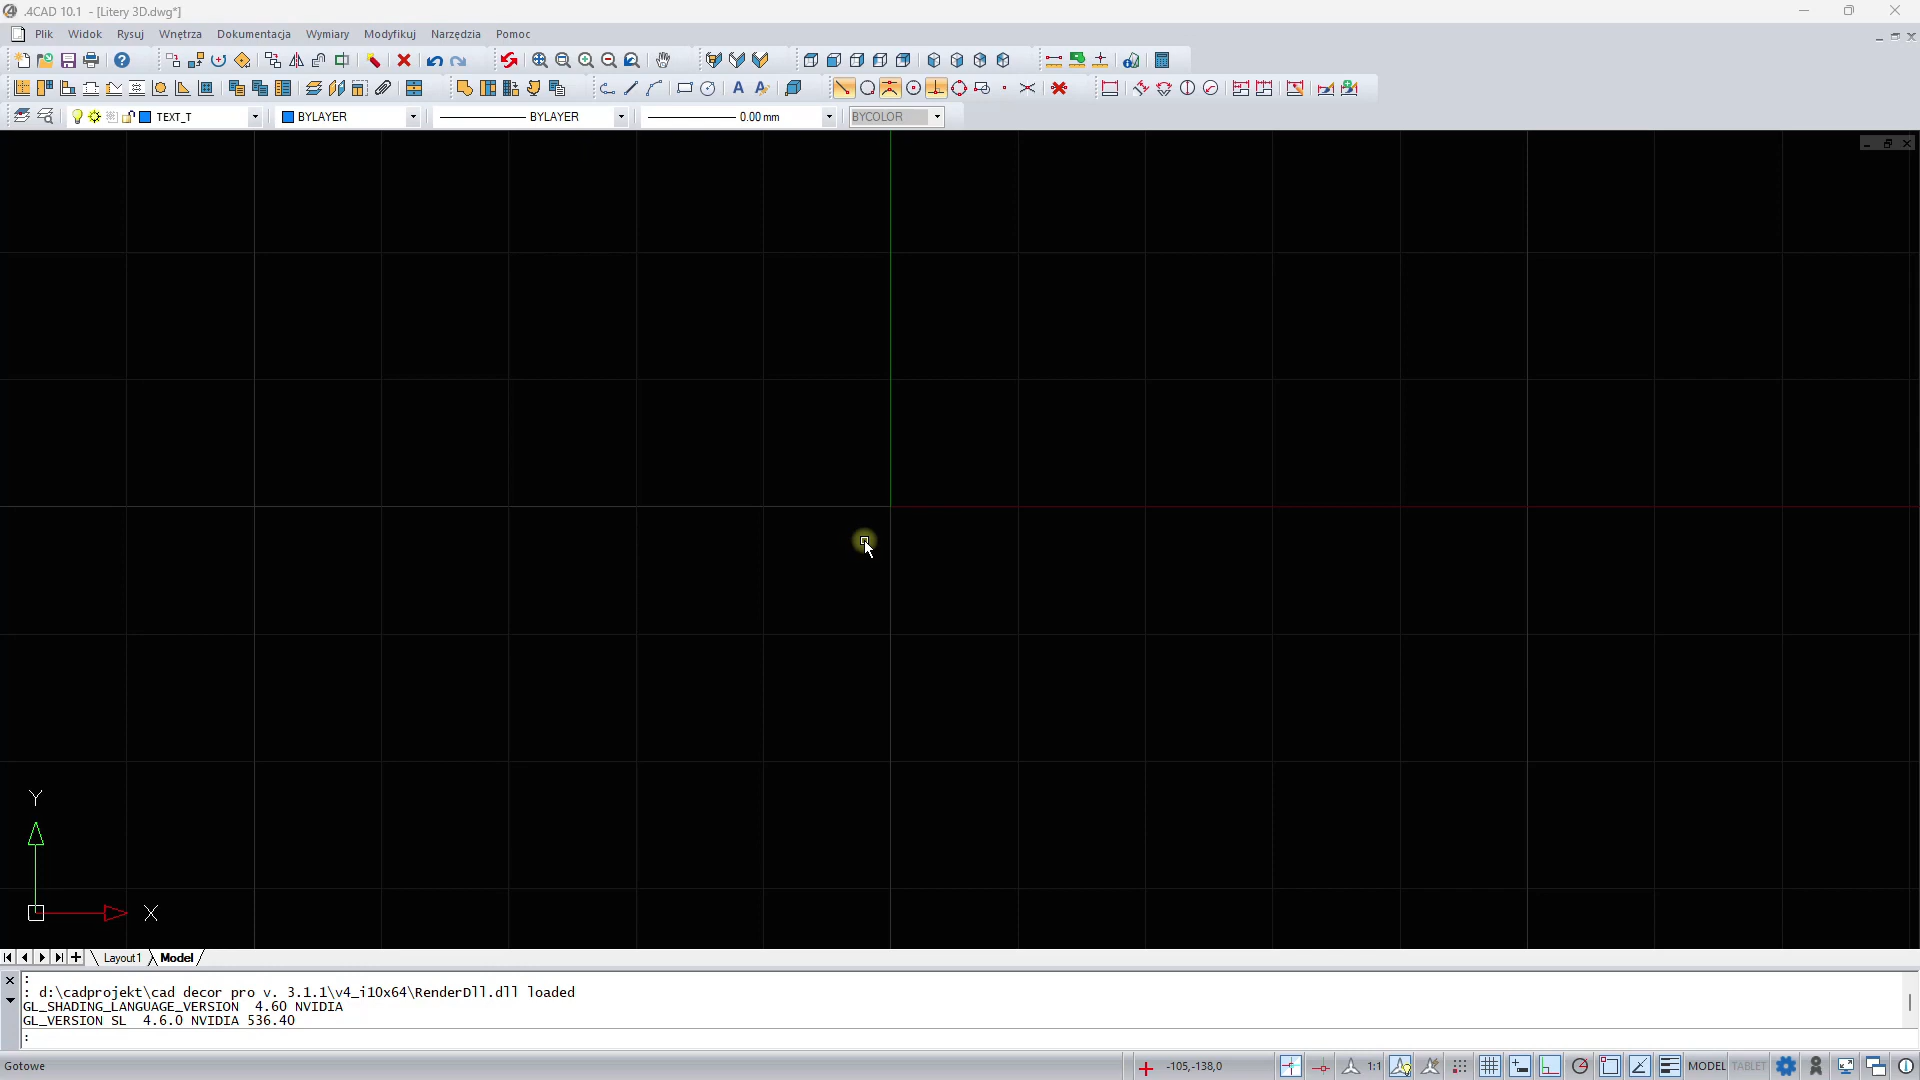 .4CAD 10.1 - [Litery 3D.dwg*]
Plik Widok Rysuj Wnętrza Dokumentacja Wymiary Modyfikuj Narzędzia Pomoc
TEXT_T BYLAYER BYLAYER 0.00 mm BYCOLOR
Y
X
Layout1 Model
:
: d:\cadprojekt\cad decor pro v. 3.1.1\v4_i10x64\RenderDll.dll loaded
GL_SHADING_LANGUAGE_VERSION 4.60 NVIDIA
GL_VERSION SL 4.6.0 NVIDIA 536.40
:
Gotowe -105,-138,0 1:1 MODEL TABLET